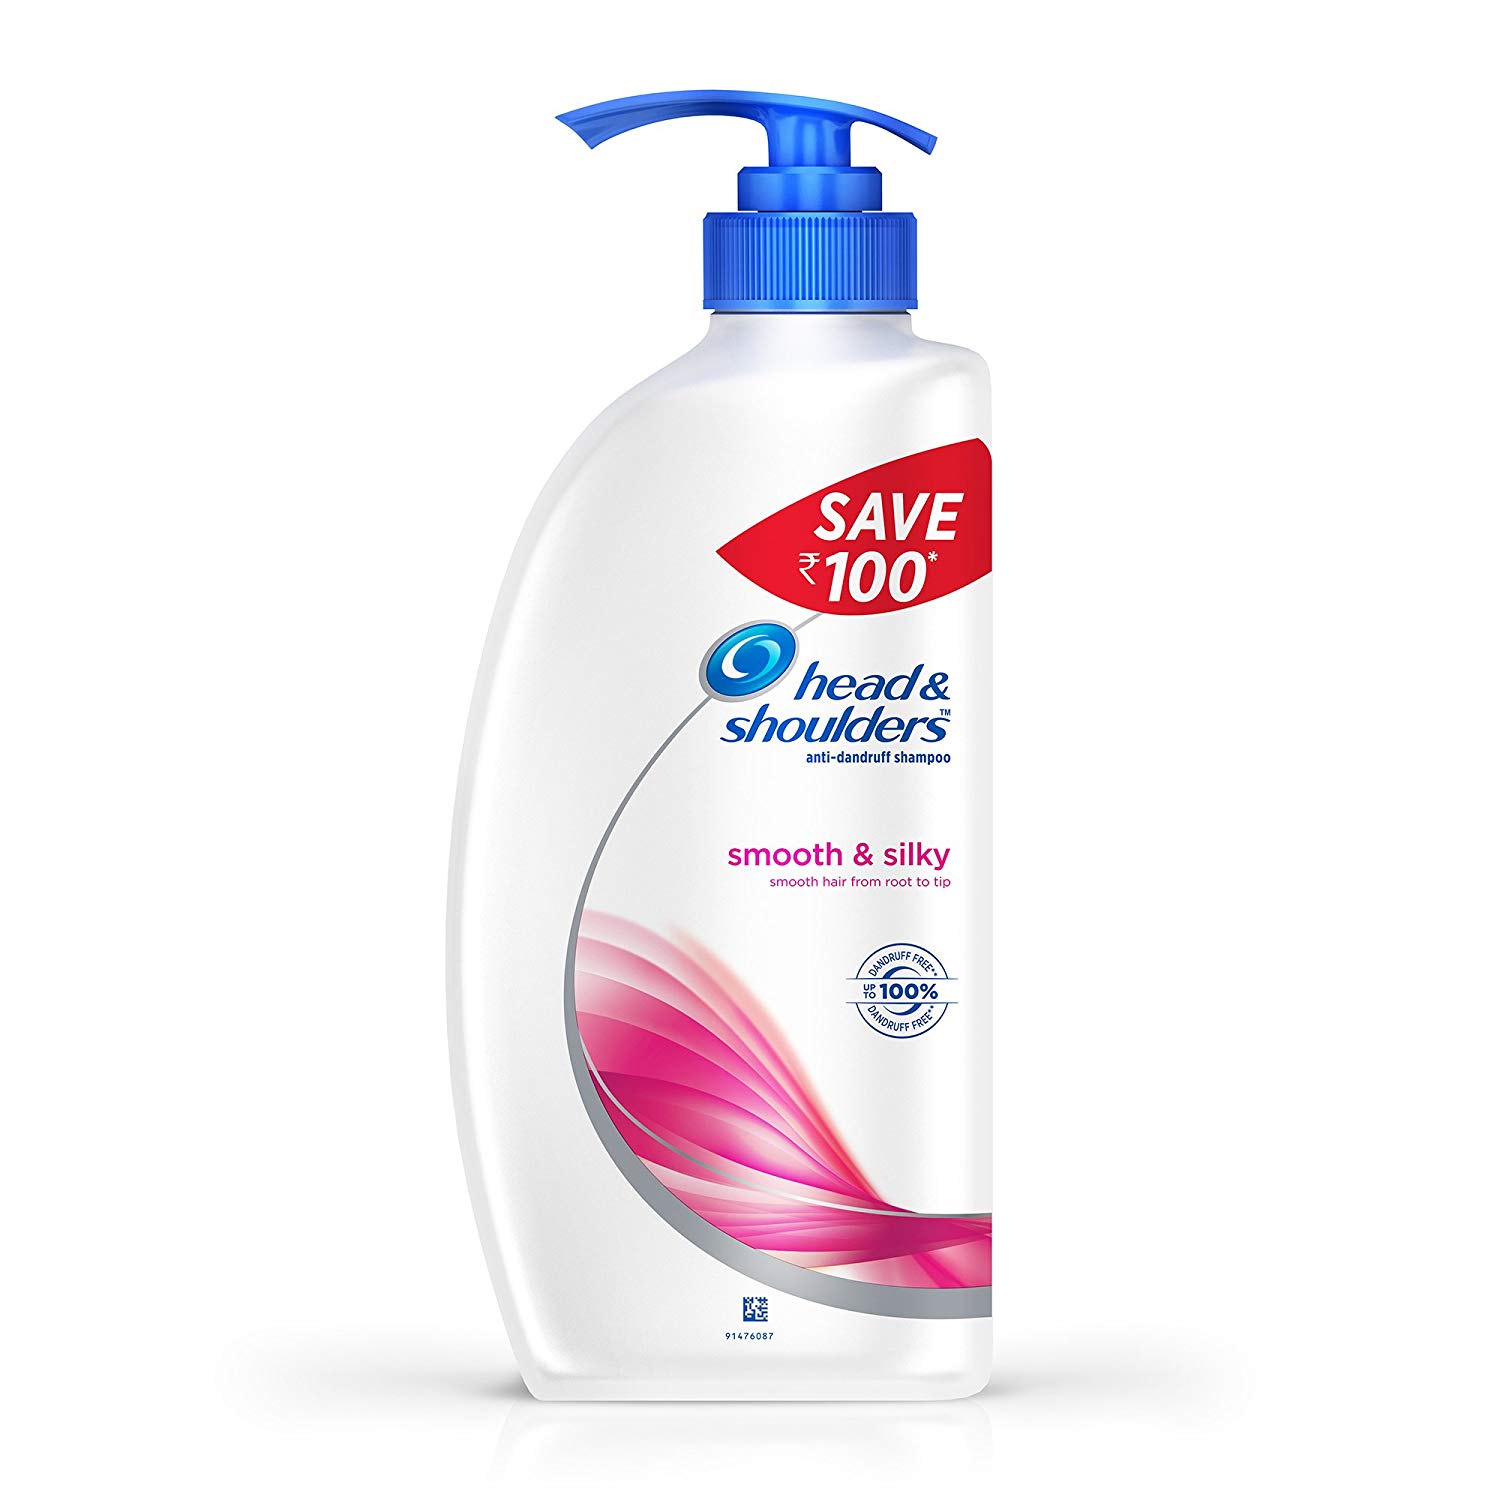 SAVE
₹100*
head &
shoulders™
anti-dandruff shampoo
smooth & silky
smooth hair from root to tip
DANDRUFF FREE**
UP TO 100%
DANDRUFF FREE**
91476087